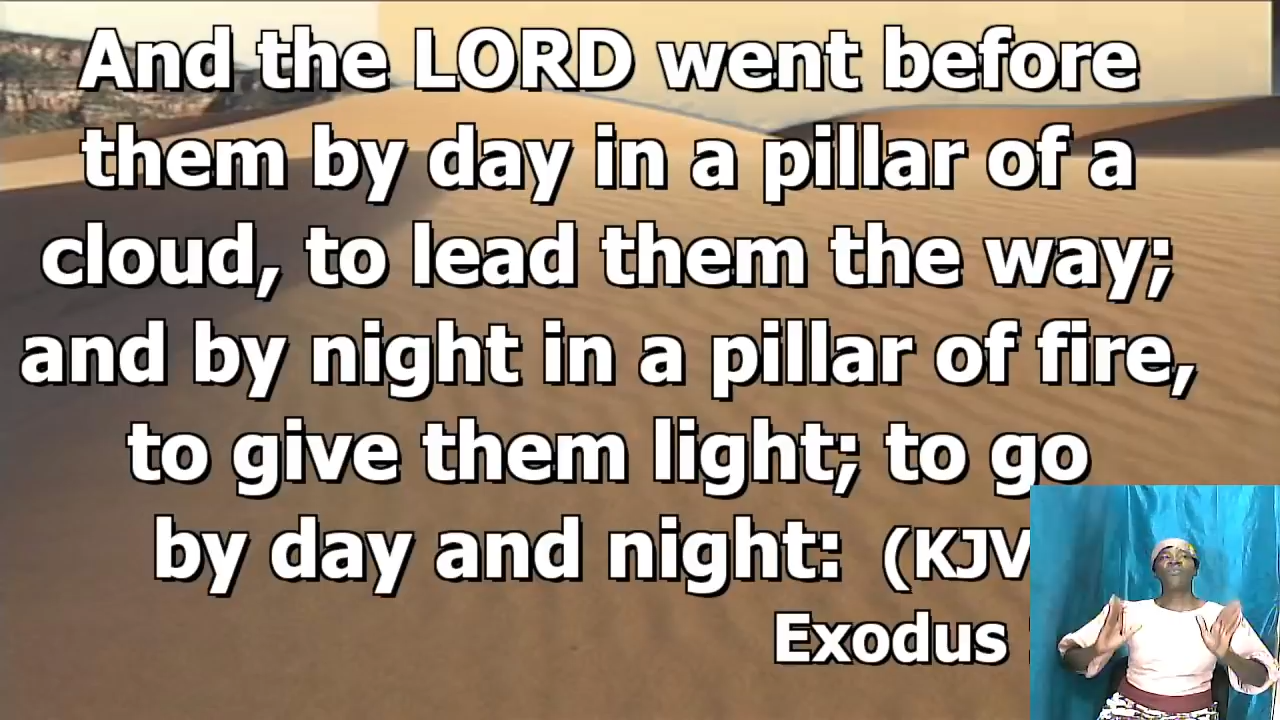 And the LORD went before
them by day in a pillar of a
cloud, to lead them the way;
and by night in a pillar of fire,
to give them light; to go
by day and night: (KJV
Exodus